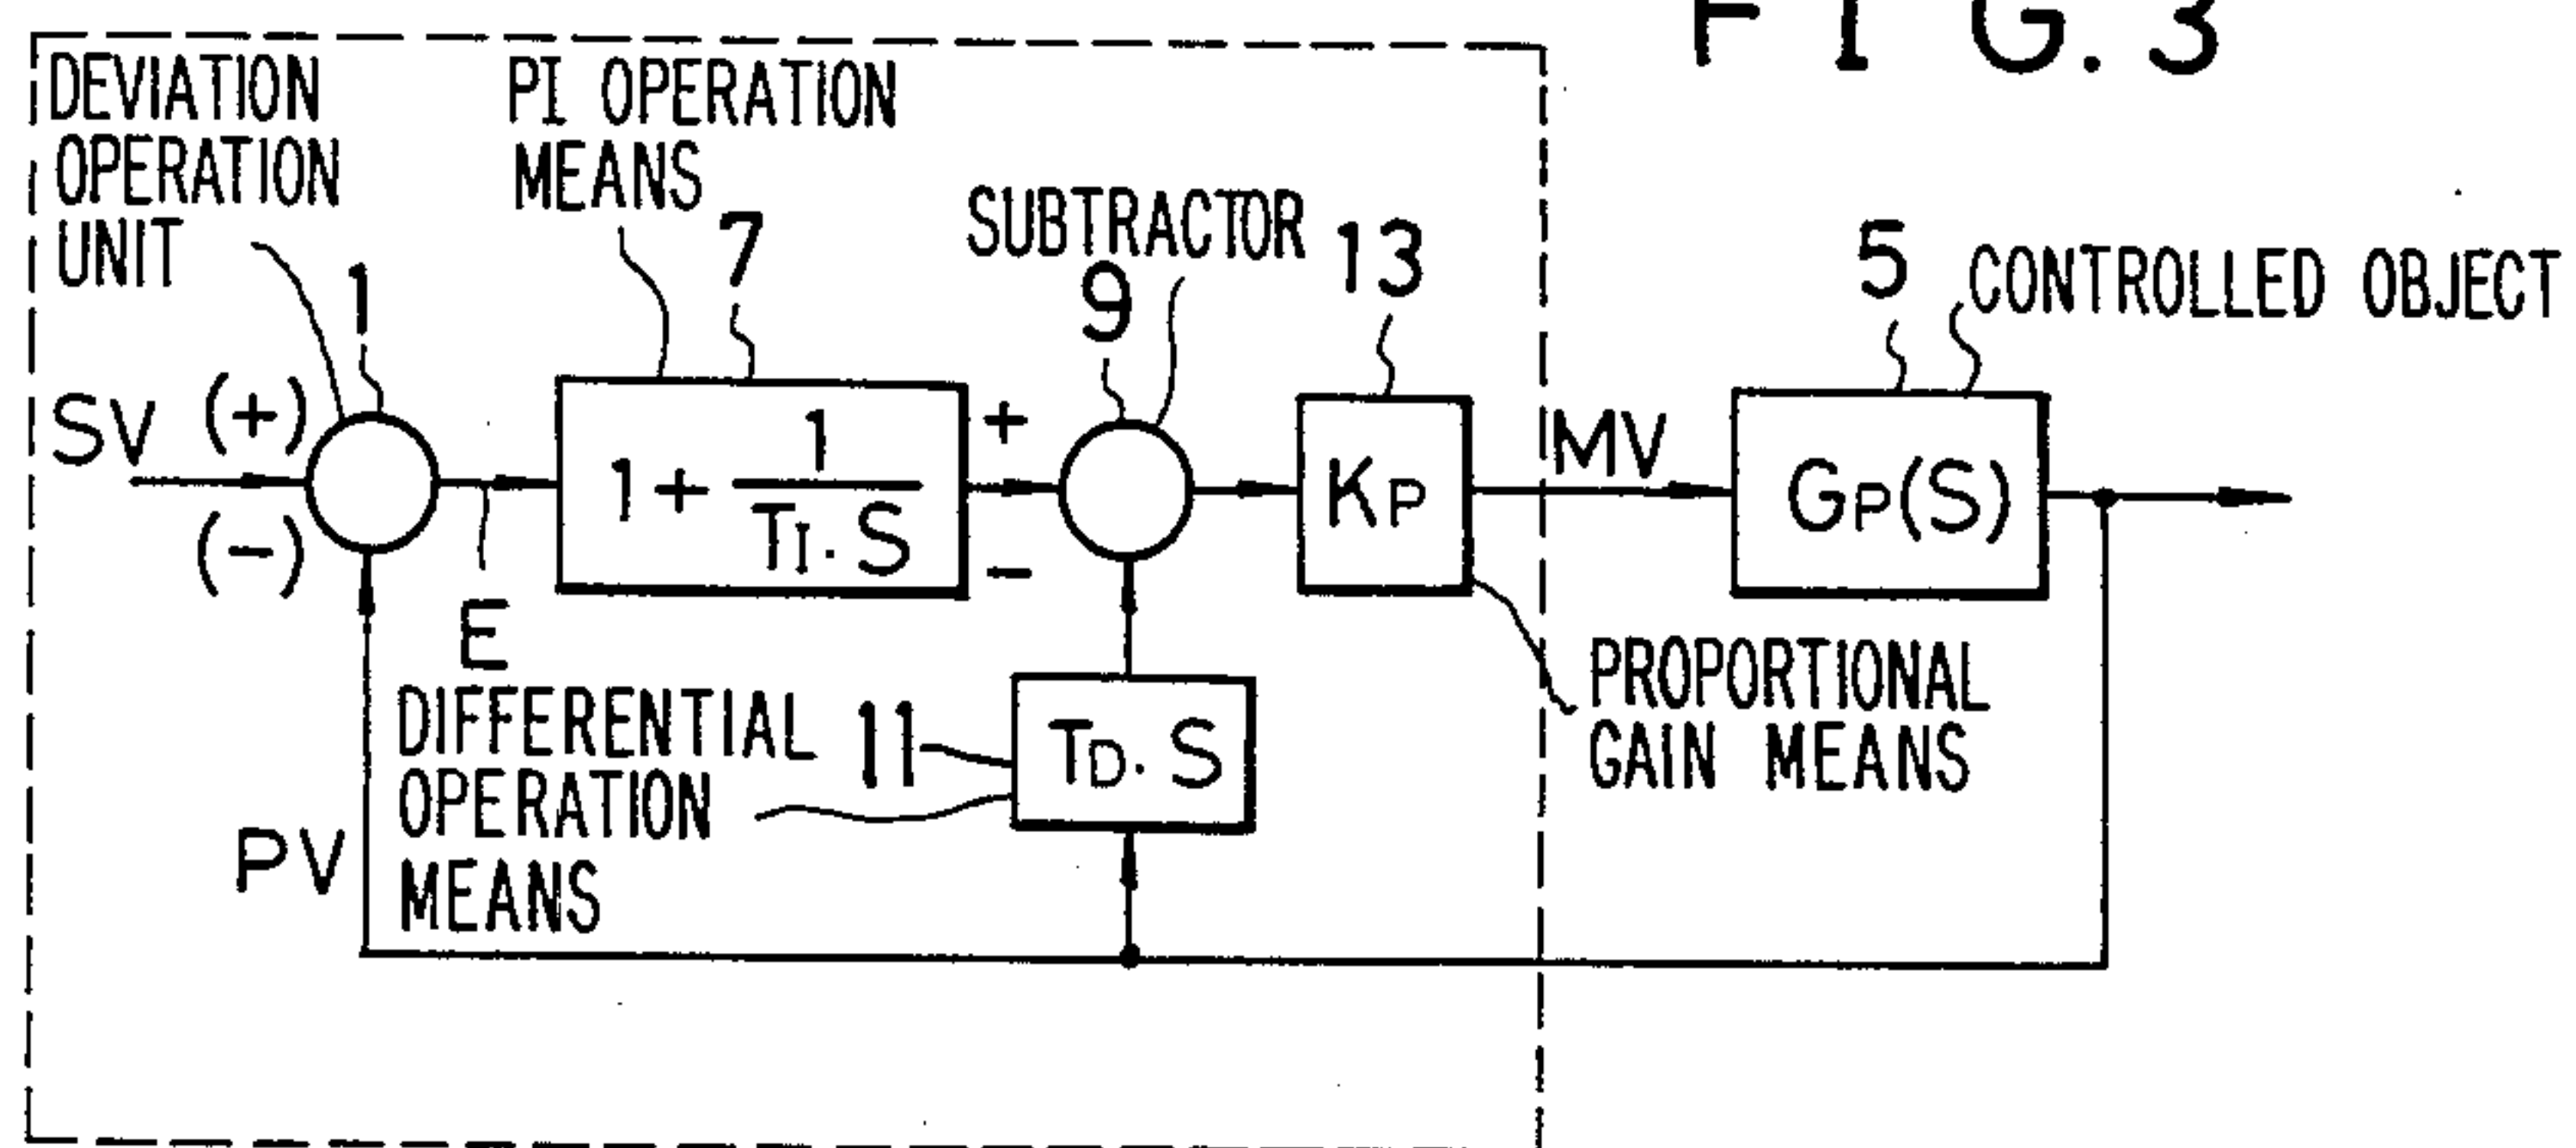 FIG. 3
DEVIATION
OPERATION
UNIT
1
PI OPERATION
MEANS
7
SUBTRACTOR
9
13
5
CONTROLLED OBJECT
SV
(+)
(-)
E
1 + 1 / TI · S
+
-
KP
MV
GP(S)
PROPORTIONAL
GAIN MEANS
DIFFERENTIAL
OPERATION
MEANS
11
TD · S
PV